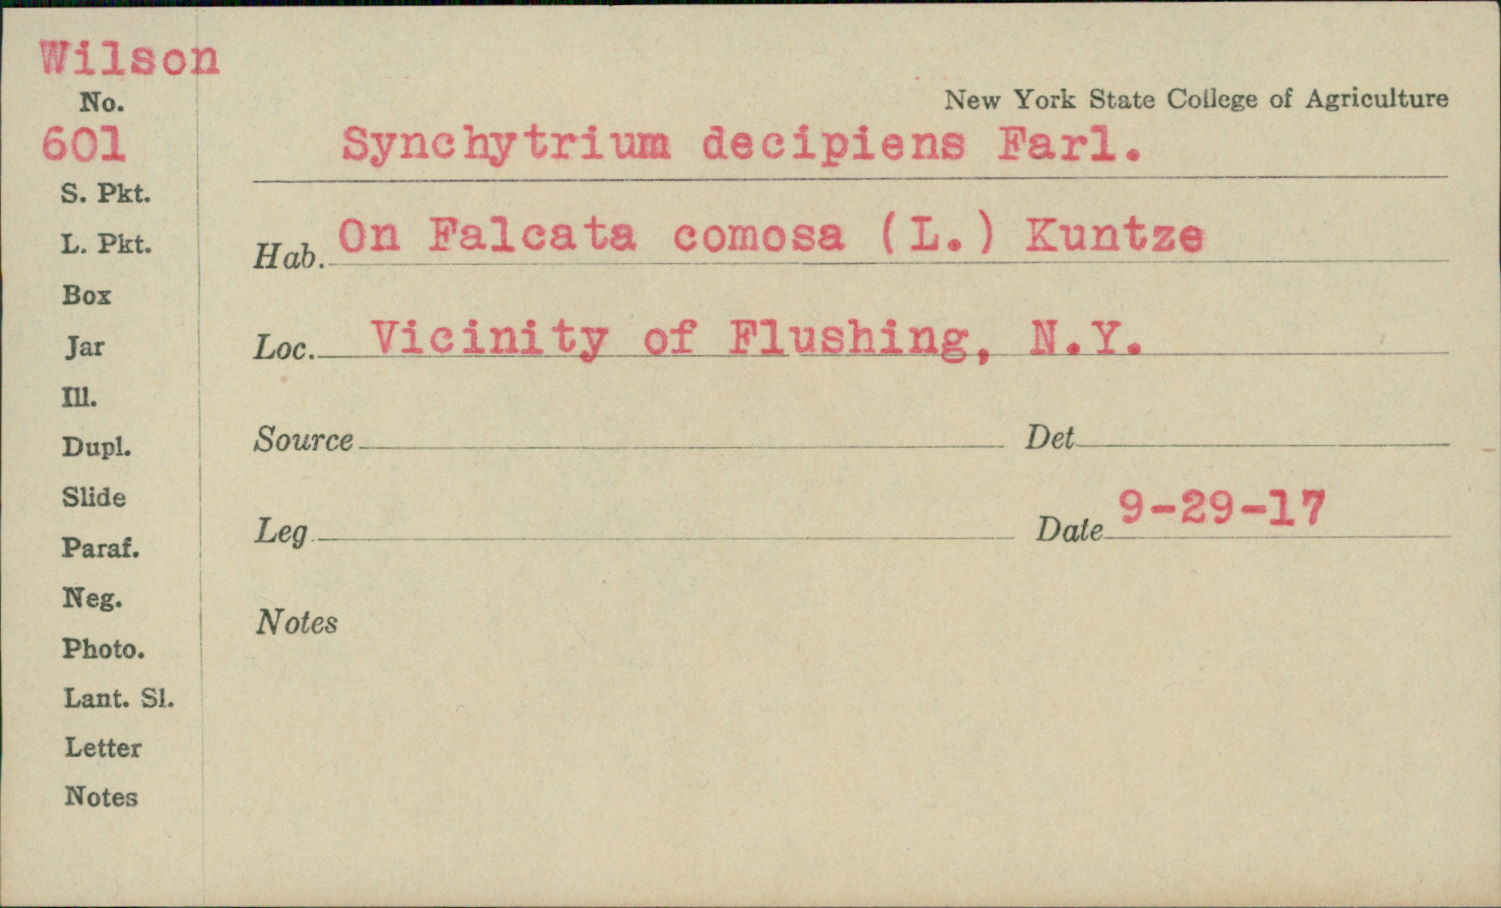 Wilson
No.
601
S. Pkt.
L. Pkt.
Box
Jar
Ill.
Dupl.
Slide
Paraf.
Neg.
Photo.
Lant. Sl.
Letter
Notes
New York State College of Agriculture
Synchytrium decipiens Farl.
Hab. On Falcata comosa (L.) Kuntze
Loc. Vicinity of Flushing, N.Y.
Source Det
Leg Date 9-29-17
Notes